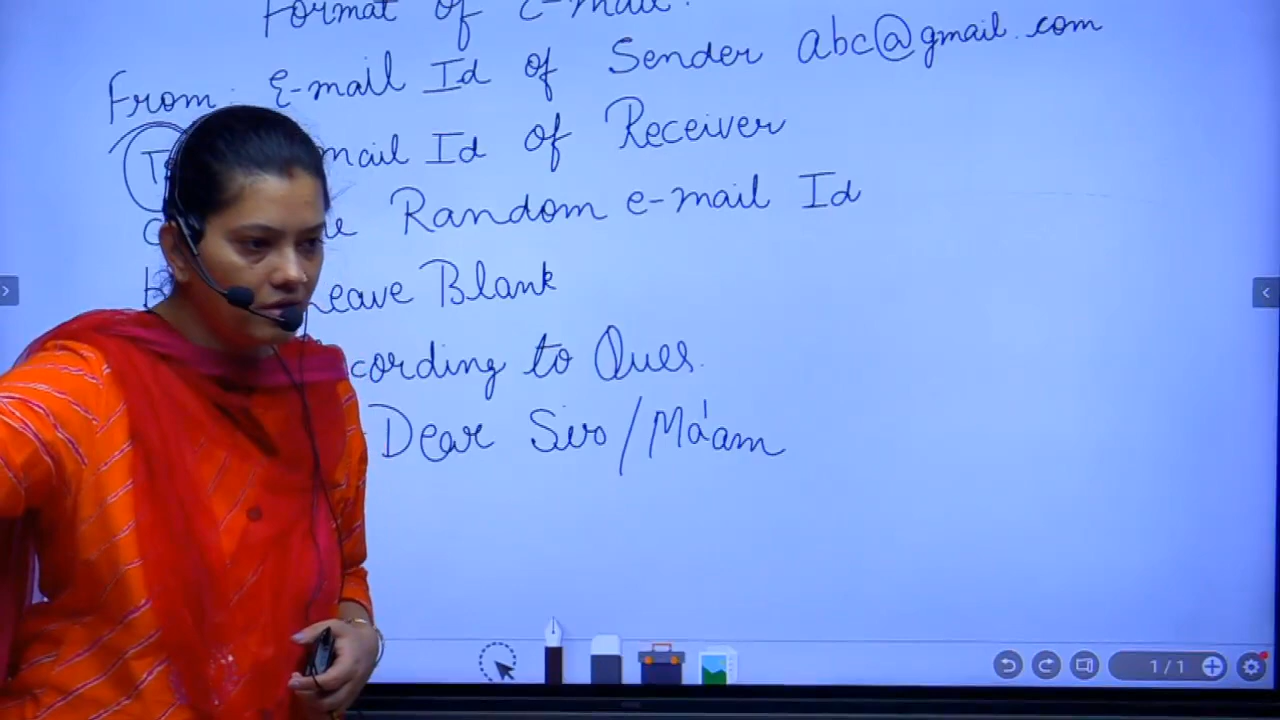 Format of E-mail.
From: E-mail Id of Sender abc@gmail.com
mail Id of Receiver
Random e-mail Id
Leave Blank
cording to Ques.
Dear Sir/Ma'am
1/1